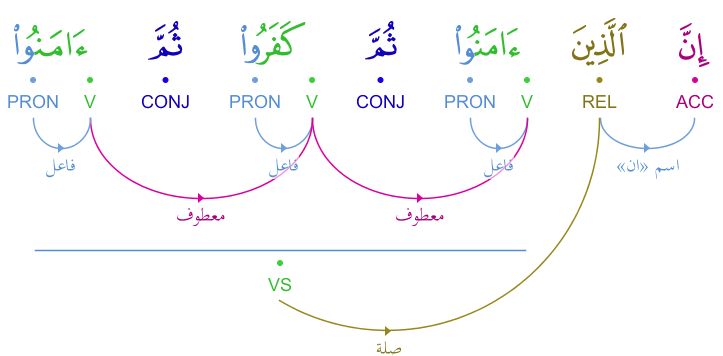 إِنَّ ٱلَّذِينَ ءَامَنُوا۟ ثُمَّ كَفَرُوا۟ ثُمَّ ءَامَنُوا۟
ACC REL V PRON CONJ V PRON CONJ V PRON
اسم «ان» فاعل فاعل فاعل
معطوف معطوف
VS
صلة